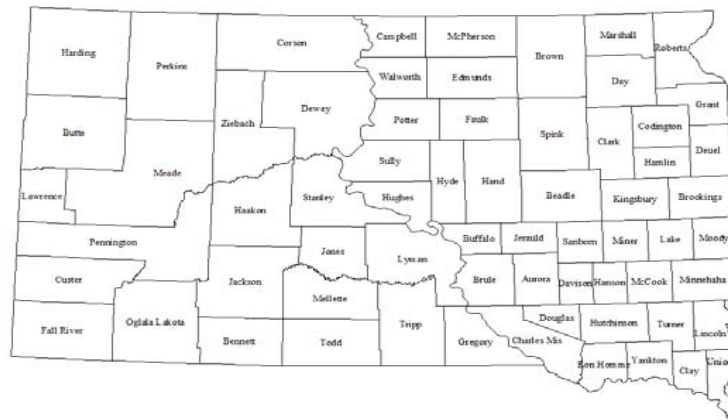 Harding
Perkins
Corson
Campbell
McPherson
Brown
Marshall
Roberts
Walworth
Edmunds
Day
Dewey
Ziebach
Potter
Faulk
Grant
Butte
Spink
Clark
Codington
Deuel
Meade
Sully
Hyde
Hand
Hamlin
Lawrence
Haakon
Stanley
Hughes
Beadle
Kingsbury
Brookings
Pennington
Jones
Lyman
Buffalo
Jerauld
Sanborn
Miner
Lake
Moody
Custer
Jackson
Mellette
Brule
Aurora
Davison
Hanson
McCook
Minnehaha
Fall River
Oglala Lakota
Bennett
Todd
Tripp
Gregory
Charles Mis
Douglas
Hutchinson
Turner
Lincoln
Bon Homme
Yankton
Clay
Union